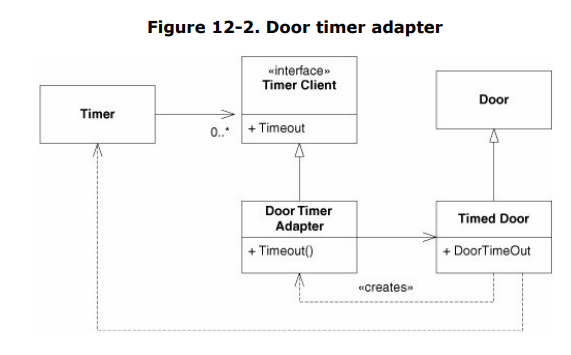 Figure 12-2. Door timer adapter
«interface»
Timer Client
Timer
Door
0..*
+ Timeout
Door Timer
Adapter
Timed Door
+ Timeout()
+ DoorTimeOut
«creates»